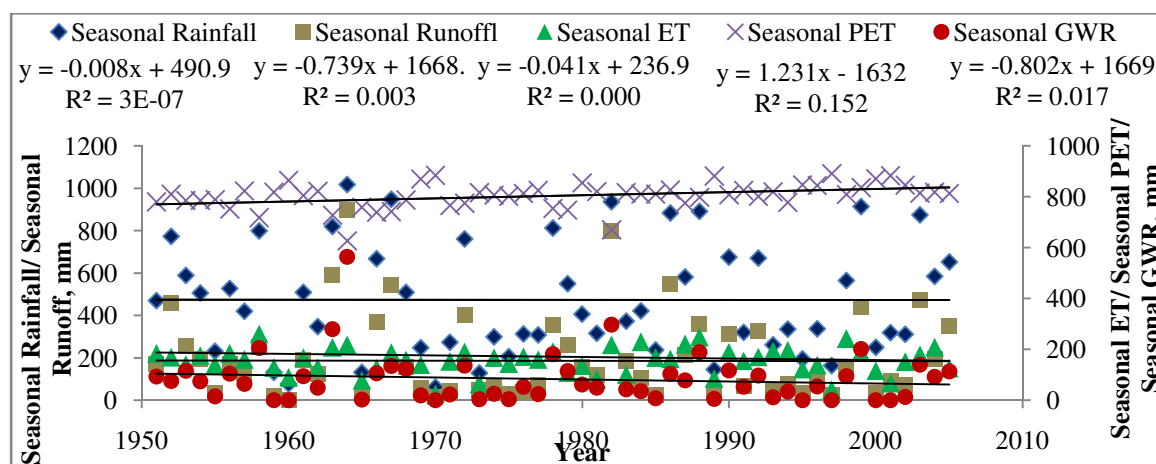 Seasonal Rainfall Seasonal Runoffl Seasonal ET Seasonal PET Seasonal GWR
y = -0.008x + 490.9 y = -0.739x + 1668. y = -0.041x + 236.9 y = 1.231x - 1632 y = -0.802x + 1669
R² = 3E-07 R² = 0.003 R² = 0.000 R² = 0.152 R² = 0.017
Seasonal Rainfall/ Seasonal
Runoff, mm
1200
1000
800
600
400
200
0
1000
800
600
400
200
0
Seasonal ET/ Seasonal PET/
Seasonal GWR, mm
1950 1960 1970 1980 1990 2000 2010
Year